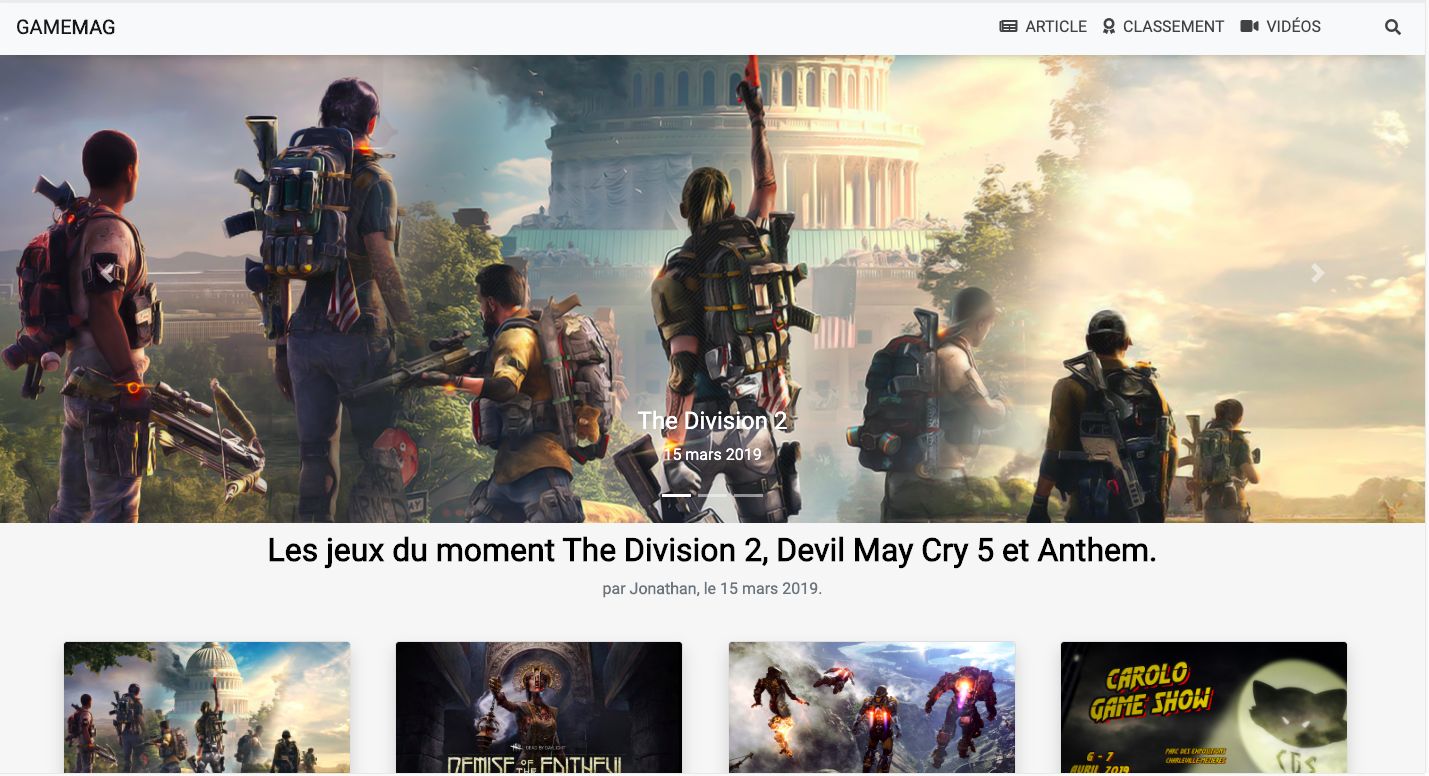 GAMEMAG
ARTICLE
CLASSEMENT
VIDÉOS
The Division 2
15 mars 2019
Les jeux du moment The Division 2, Devil May Cry 5 et Anthem.
par Jonathan, le 15 mars 2019.
DEAD BY DAYLIGHT
DEMISE OF
THE FAITHFUL
CAROLO
GAME SHOW
6 - 7
AVRIL 2019
PARC DES EXPOSITIONS
CHARLEVILLE-MEZIERES
CGS